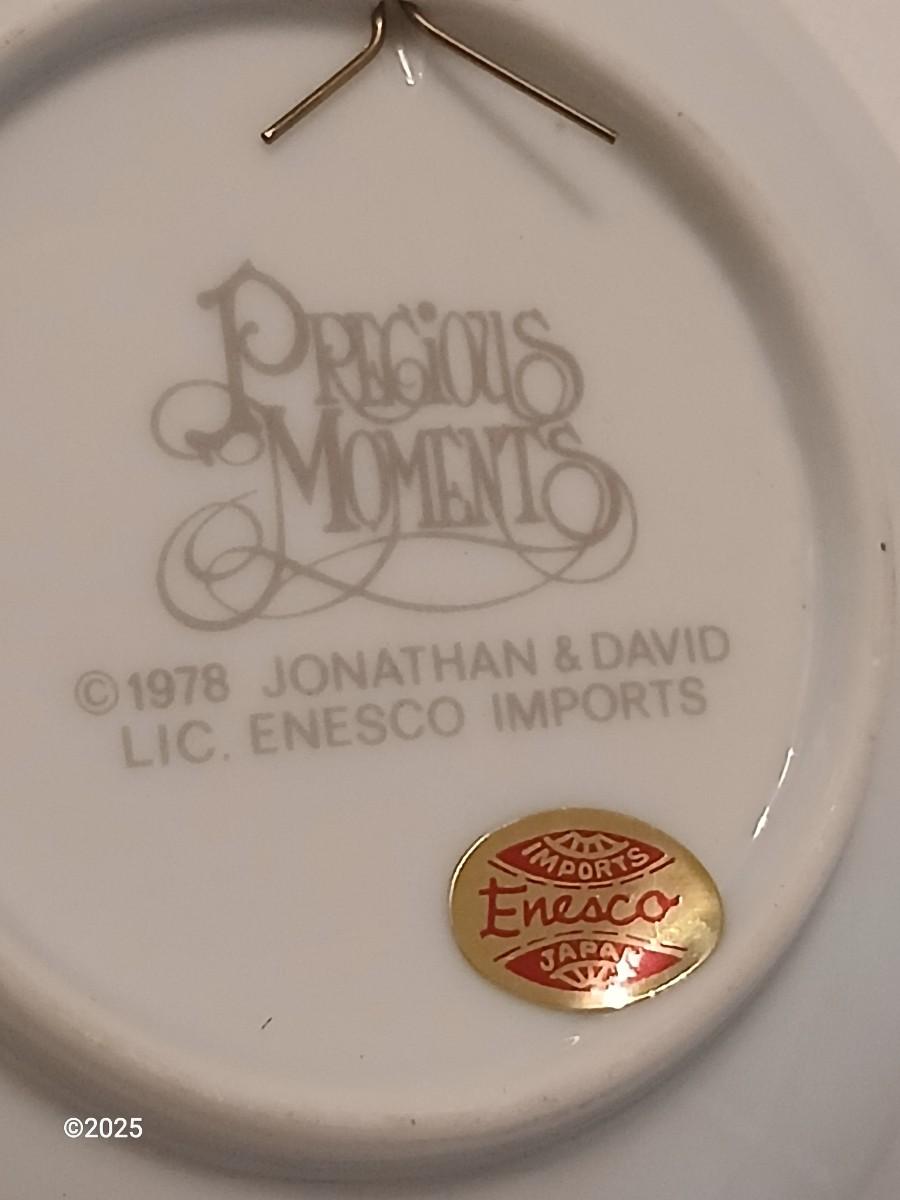 PRECIOUS
MOMENTS
©1978 JONATHAN & DAVID
LIC. ENESCO IMPORTS
IMPORTS
Enesco
JAPAN
©2025